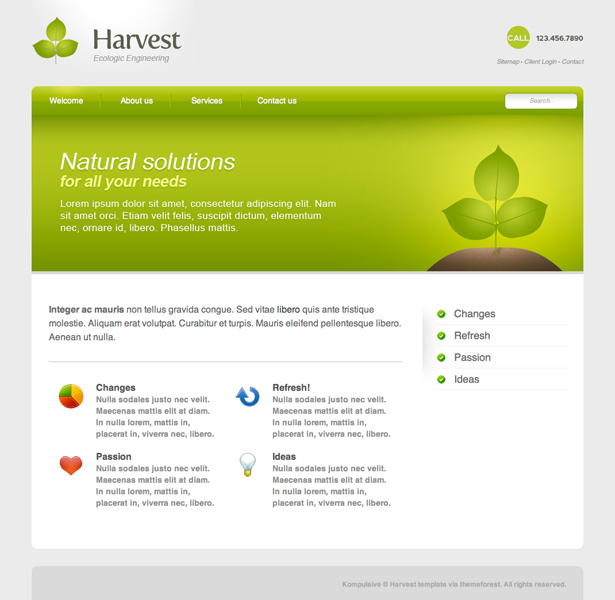 Harvest
Ecologic Engineering
CALL 123.456.7890
Sitemap • Client Login • Contact
Welcome
About us
Services
Contact us
Search..
Natural solutions
for all your needs
Lorem ipsum dolor sit amet, consectetur adipiscing elit. Nam
sit amet orci. Etiam velit felis, suscipit dictum, elementum
nec, ornare id, libero. Phasellus mattis.
Integer ac mauris non tellus gravida congue. Sed vitae libero quis ante tristique
molestie. Aliquam erat volutpat. Curabitur et turpis. Mauris eleifend pellentesque libero.
Aenean ut nulla.
Changes
Refresh
Passion
Ideas
Changes
Nulla sodales justo nec velit.
Maecenas mattis elit at diam.
In nulla lorem, mattis in,
placerat in, viverra nec, libero.
Refresh!
Nulla sodales justo nec velit.
Maecenas mattis elit at diam.
In nulla lorem, mattis in,
placerat in, viverra nec, libero.
Passion
Nulla sodales justo nec velit.
Maecenas mattis elit at diam.
In nulla lorem, mattis in,
placerat in, viverra nec, libero.
Ideas
Nulla sodales justo nec velit.
Maecenas mattis elit at diam.
In nulla lorem, mattis in,
placerat in, viverra nec, libero.
Kompulsive © Harvest template via themeforest. All rights reserved.